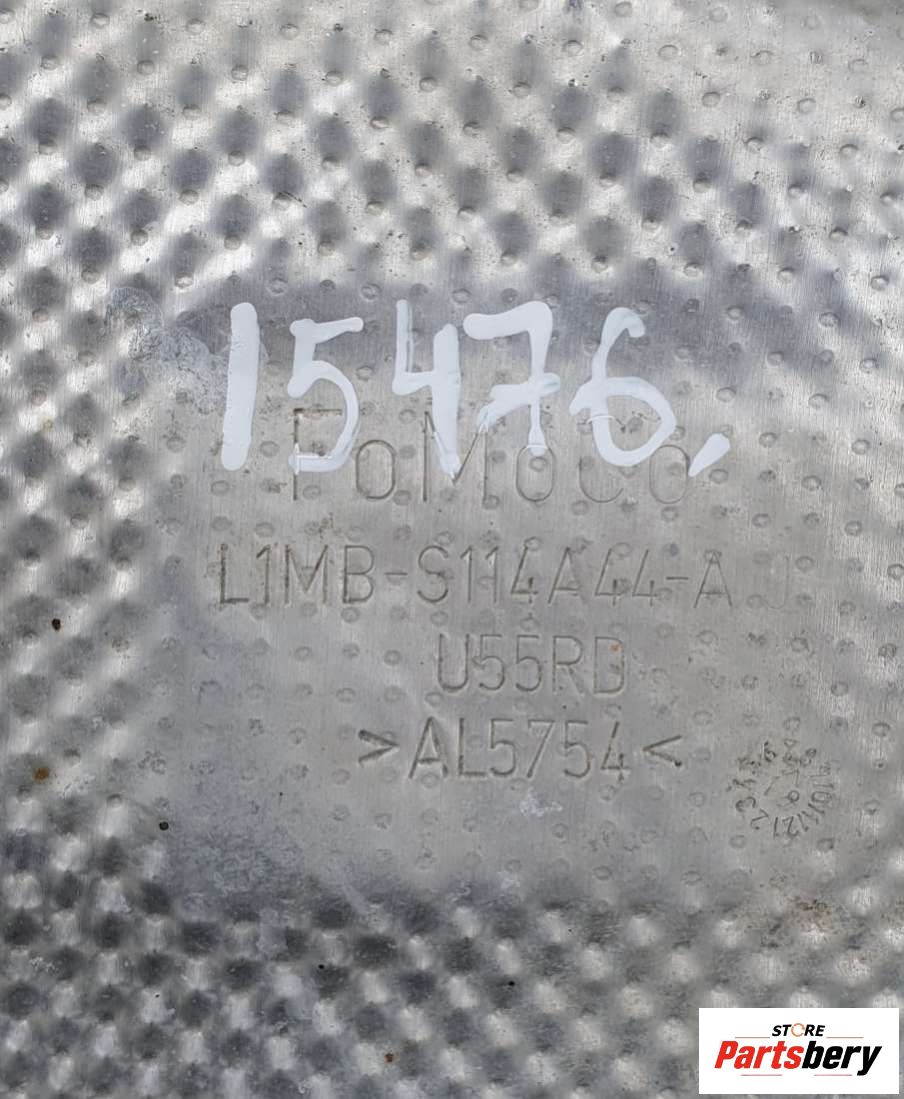 15476,
FoMoCo
L1MB-S114A44-A J
U55RD
>AL5754<
STORE
Partsbery